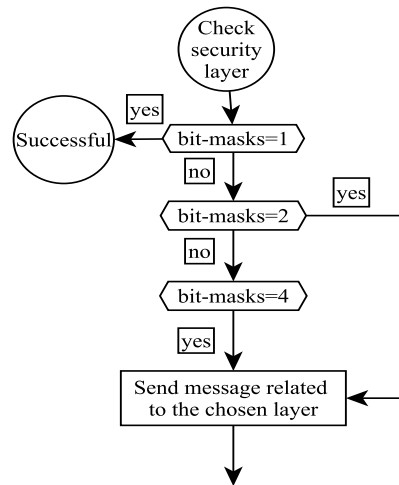 Check
security
layer
yes
Successful
bit-masks=1
no
bit-masks=2
yes
no
bit-masks=4
yes
Send message related
to the chosen layer